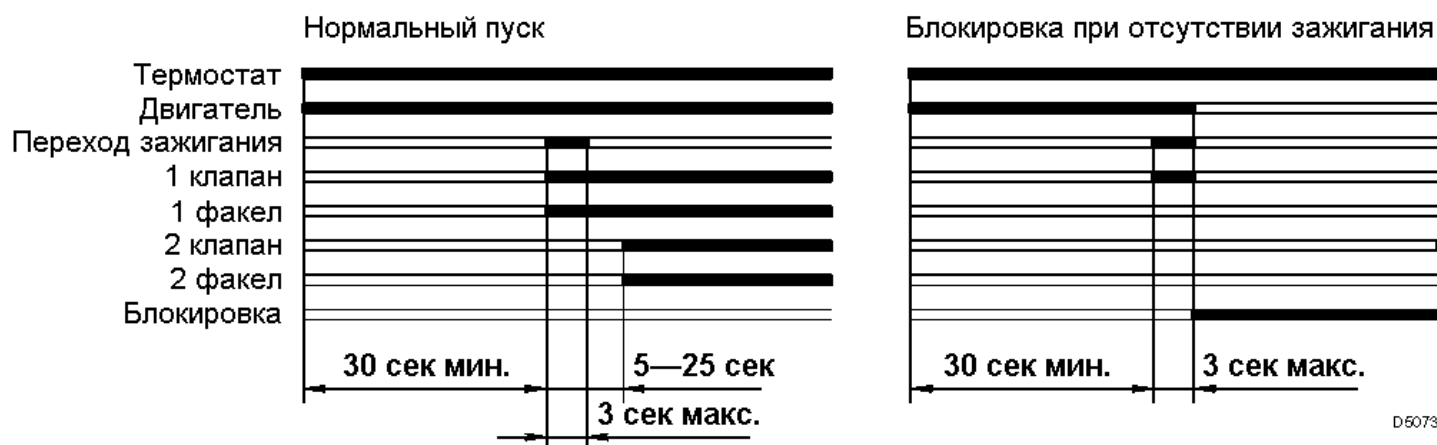 Нормальный пуск
Блокировка при отсутствии зажигания
Термостат
Двигатель
Переход зажигания
1 клапан
1 факел
2 клапан
2 факел
Блокировка
30 сек мин.
5—25 сек
3 сек макс.
30 сек мин.
3 сек макс.
D5073